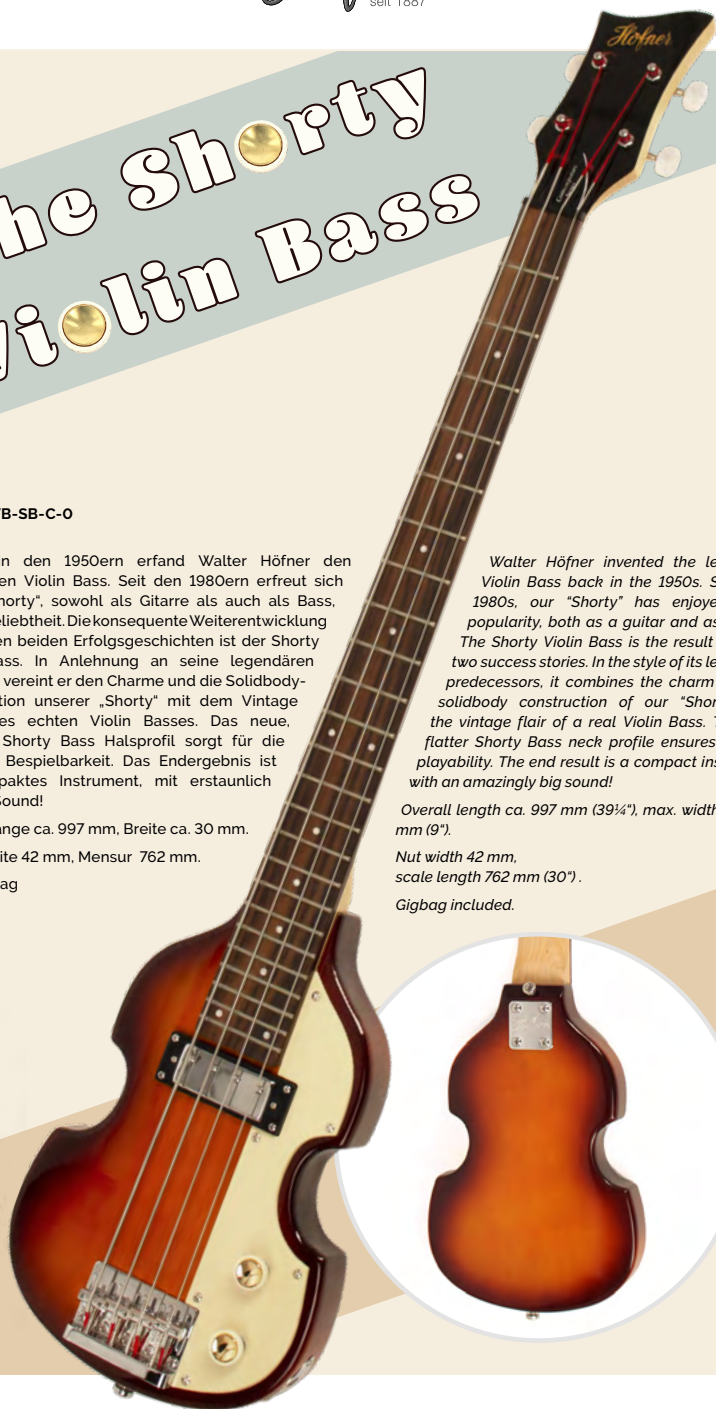 seit 1887
Höfner
he Shorty
Violin Bass
B-SB-C-0
n den 1950ern erfand Walter Höfner den
en Violin Bass. Seit den 1980ern erfreut sich
horty“, sowohl als Gitarre als auch als Bass,
eliebtheit. Die konsequente Weiterentwicklung
en beiden Erfolgsgeschichten ist der Shorty
ass. In Anlehnung an seine legendären
vereint er den Charme und die Solidbody-
tion unserer „Shorty“ mit dem Vintage
es echten Violin Basses. Das neue,
Shorty Bass Halsprofil sorgt für die
Bespielbarkeit. Das Endergebnis ist
paktes Instrument, mit erstaunlich
Sound!
änge ca. 997 mm, Breite ca. 30 mm.
ite 42 mm, Mensur 762 mm.
ag
Walter Höfner invented the le
Violin Bass back in the 1950s. S
1980s, our “Shorty” has enjoye
popularity, both as a guitar and as
The Shorty Violin Bass is the result
two success stories. In the style of its le
predecessors, it combines the charm
solidbody construction of our “Shor
the vintage flair of a real Violin Bass. T
flatter Shorty Bass neck profile ensures
playability. The end result is a compact ins
with an amazingly big sound!
Overall length ca. 997 mm (39¼“), max. width
mm (9“).
Nut width 42 mm,
scale length 762 mm (30“) .
Gigbag included.